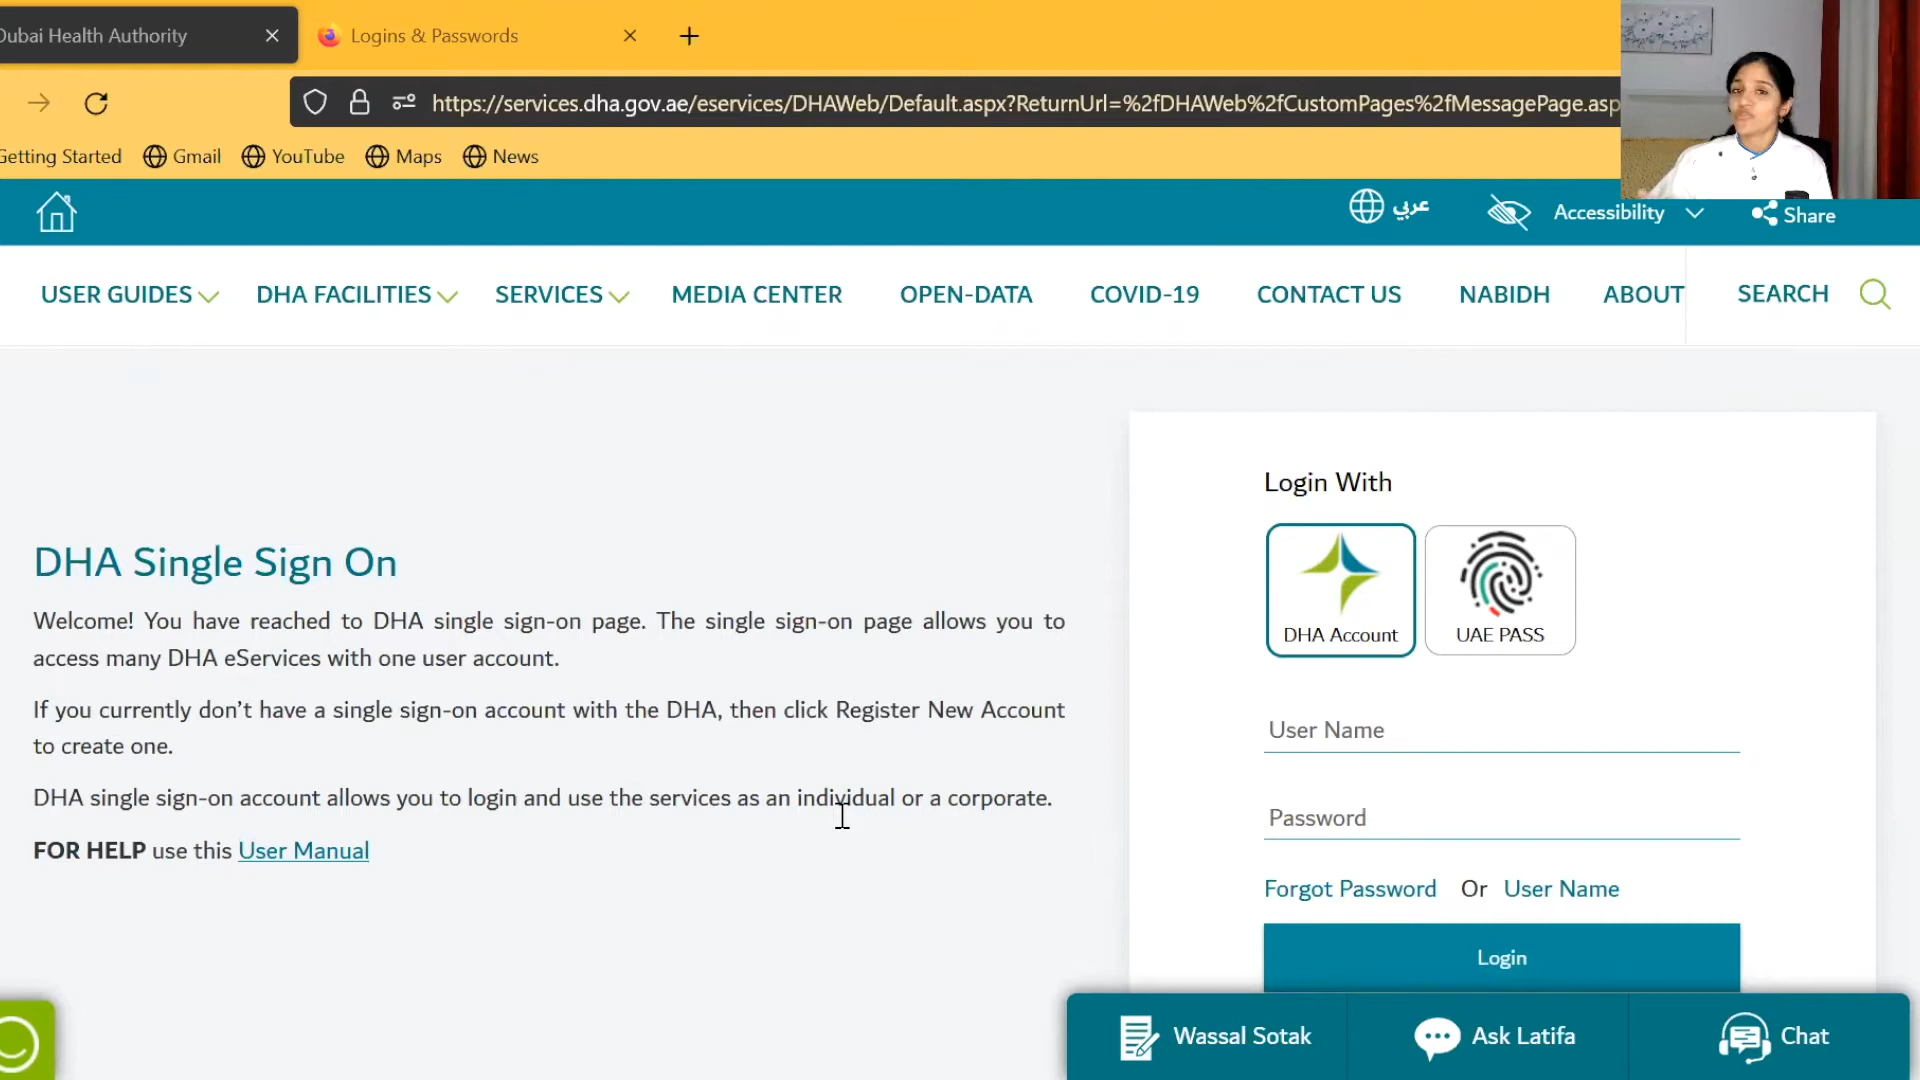 Dubai Health Authority
Logins & Passwords
https://services.dha.gov.ae/eservices/DHAWeb/Default.aspx?ReturnUrl=%2fDHAWeb%2fCustomPages%2fMessagePage.asp
Getting Started Gmail YouTube Maps News
عربي Accessibility Share
USER GUIDES DHA FACILITIES SERVICES MEDIA CENTER OPEN-DATA COVID-19 CONTACT US NABIDH ABOUT SEARCH
Login With
DHA Account UAE PASS
DHA Single Sign On
Welcome! You have reached to DHA single sign-on page. The single sign-on page allows you to
access many DHA eServices with one user account.
If you currently don’t have a single sign-on account with the DHA, then click Register New Account
to create one.
DHA single sign-on account allows you to login and use the services as an individual or a corporate.
FOR HELP use this User Manual
User Name
Password
Forgot Password Or User Name
Login
Wassal Sotak Ask Latifa Chat